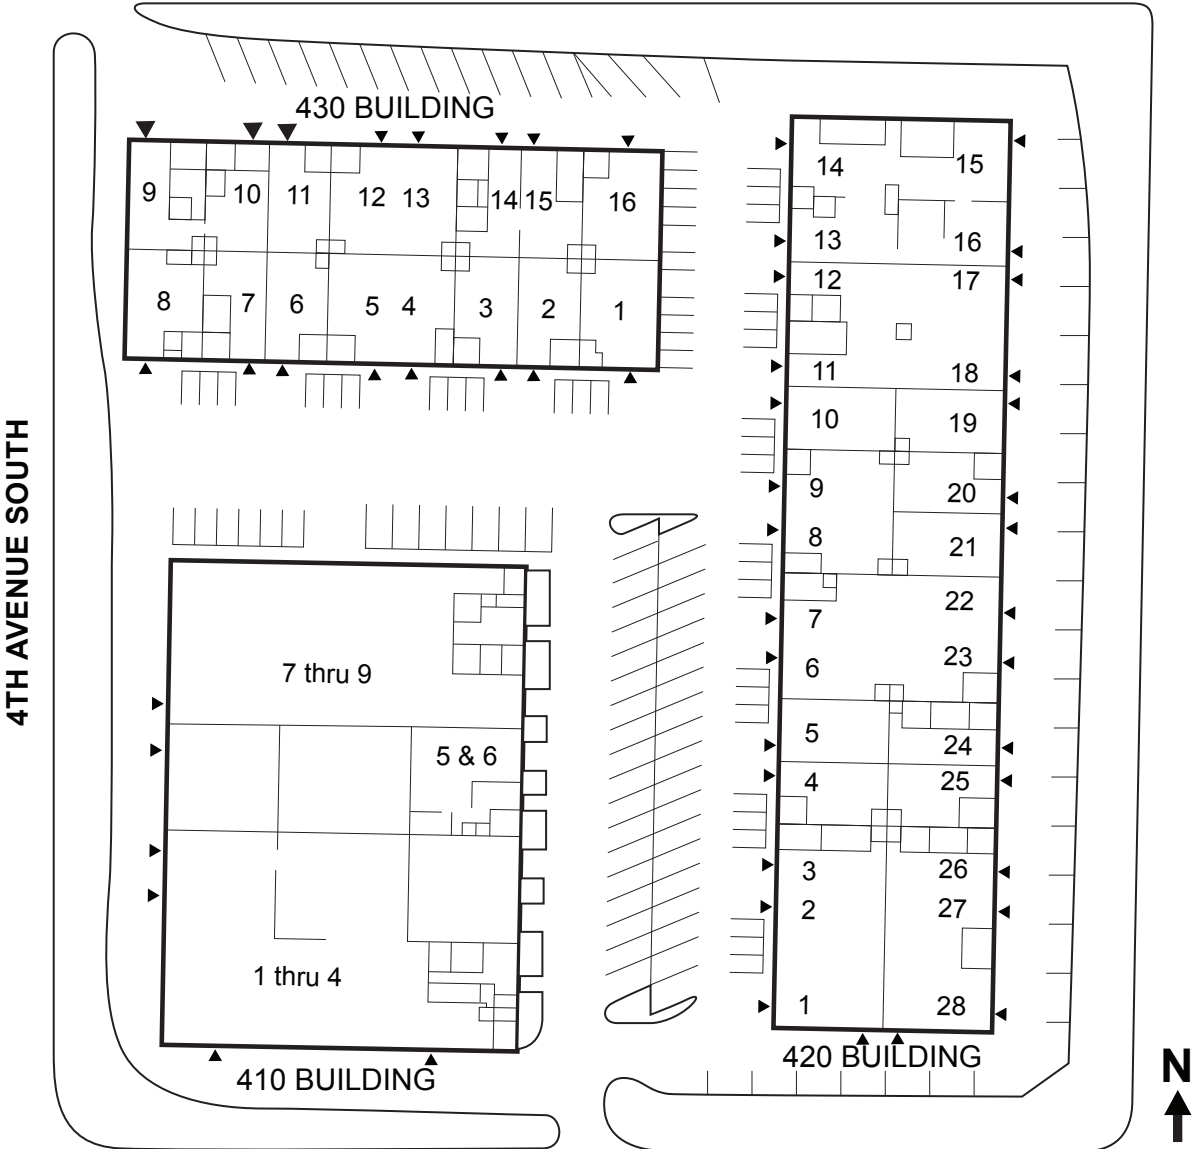 430 BUILDING
9 10 11 12 13 14 15 16
8 7 6 5 4 3 2 1
14 15
13 16
12 17
11 18
10 19
9 20
8 21
22
7
23
6
5 24
4 25
3 26
2 27
1 28
420 BUILDING
4TH AVENUE SOUTH
7 thru 9
5 & 6
1 thru 4
410 BUILDING
N